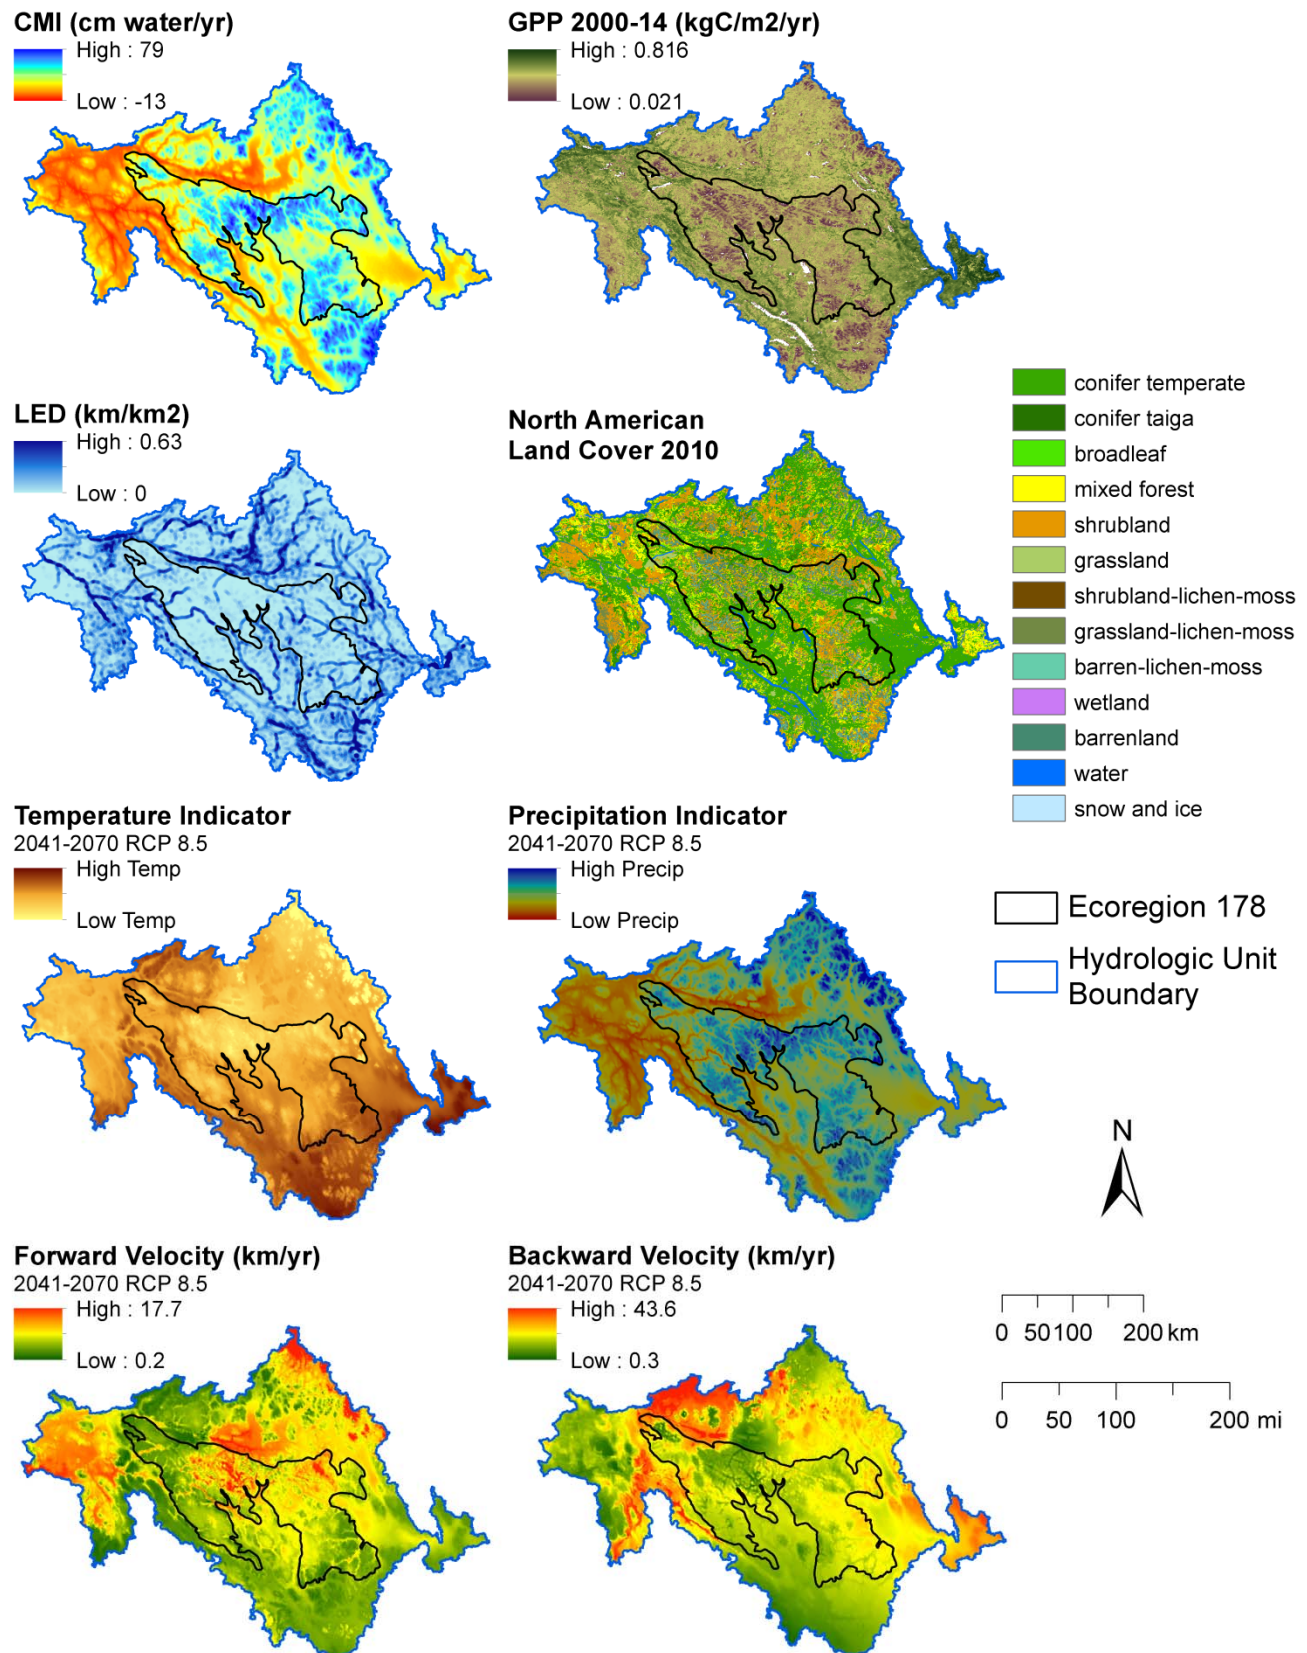 CMI (cm water/yr)
High : 79
Low : -13
GPP 2000-14 (kgC/m2/yr)
High : 0.816
Low : 0.021
LED (km/km2)
High : 0.63
Low : 0
North American
Land Cover 2010
conifer temperate
conifer taiga
broadleaf
mixed forest
shrubland
grassland
shrubland-lichen-moss
grassland-lichen-moss
barren-lichen-moss
wetland
barrenland
water
snow and ice
Temperature Indicator
2041-2070 RCP 8.5
High Temp
Low Temp
Precipitation Indicator
2041-2070 RCP 8.5
High Precip
Low Precip
Ecoregion 178
Hydrologic Unit
Boundary
N
Forward Velocity (km/yr)
2041-2070 RCP 8.5
High : 17.7
Low : 0.2
Backward Velocity (km/yr)
2041-2070 RCP 8.5
High : 43.6
Low : 0.3
0 50 100 200 km
0 50 100 200 mi